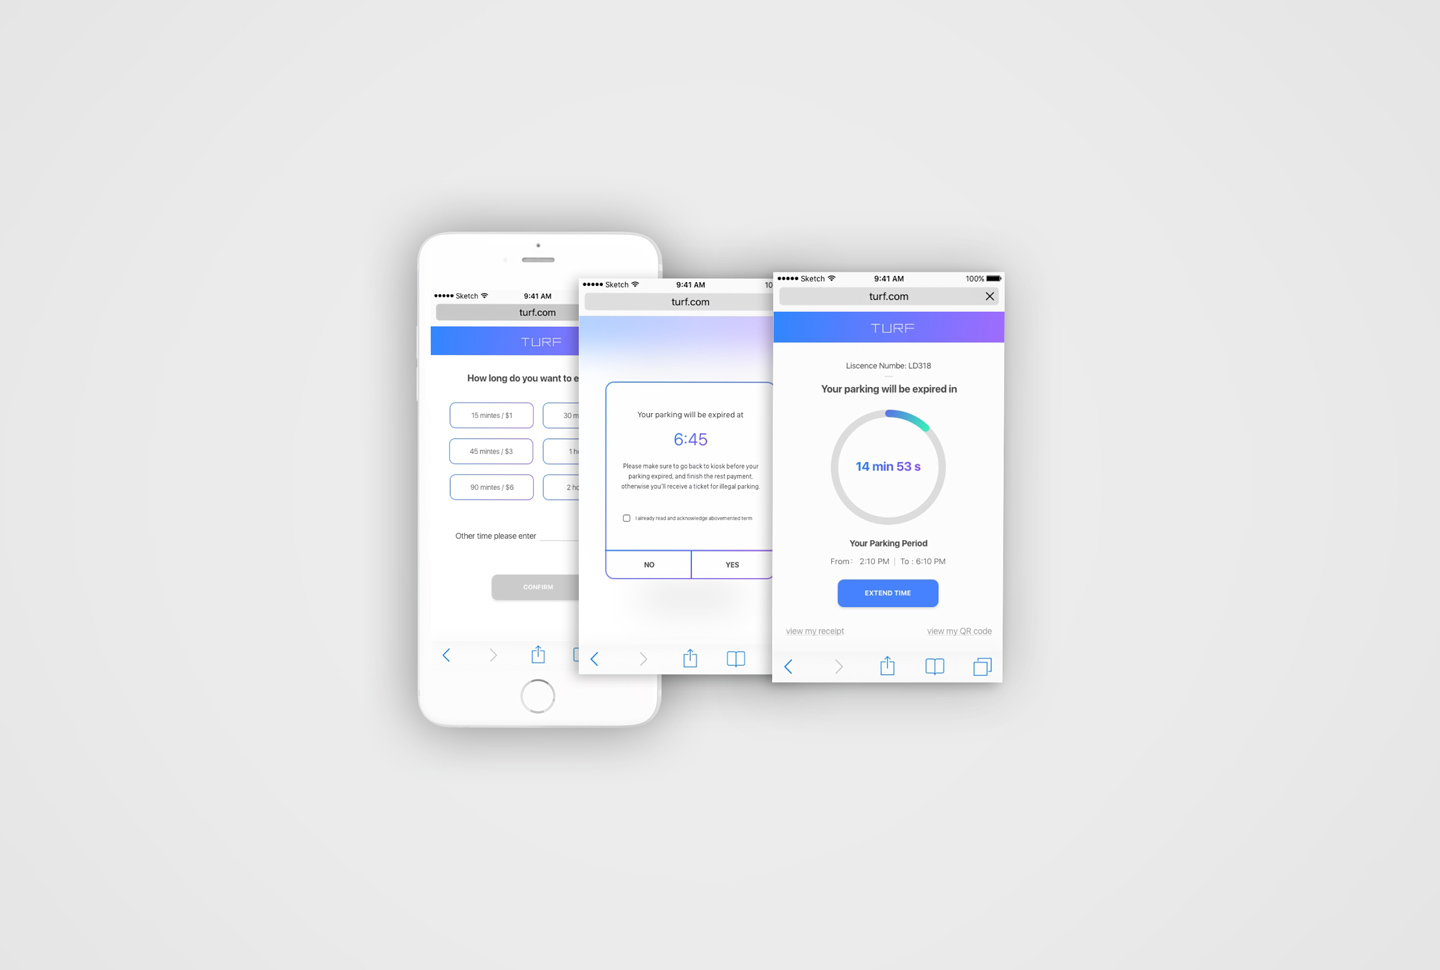 Sketch 9:41 AM
turf.com
TURF
How long do you want to e
15 mintes / $1
30 m
45 mintes / $3
1 h
90 mintes / $6
2 ho
Other time please enter
CONFIRM
Sketch 9:41 AM 10
turf.com
Your parking will be expired at
6:45
Please make sure to go back to kiosk before your
parking expired, and finish the rest payment,
otherwise you'll receive a ticket for illegal parking.
I already read and acknowledge abovemented term
NO YES
Sketch 9:41 AM 100%
turf.com
TURF
Liscence Numbe: LD318
Your parking will be expired in
14 min 53 s
Your Parking Period
From : 2:10 PM | To : 6:10 PM
EXTEND TIME
view my receipt view my QR code